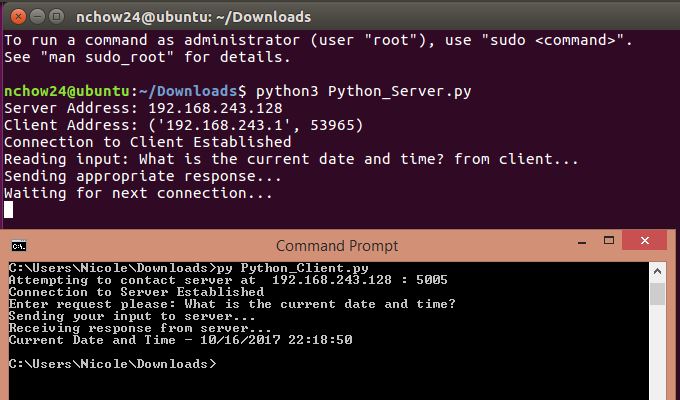 nchow24@ubuntu: ~/Downloads
To run a command as administrator (user "root"), use "sudo <command>".
See "man sudo_root" for details.
nchow24@ubuntu:~/Downloads$ python3 Python_Server.py
Server Address: 192.168.243.128
Client Address: ('192.168.243.1', 53965)
Connection to Client Established
Reading input: What is the current date and time? from client...
Sending appropriate response...
Waiting for next connection...
Command Prompt
C:\Users\Nicole\Downloads>py Python_Client.py
Attempting to contact server at  192.168.243.128 : 5005
Connection to Server Established
Enter request please: What is the current date and time?
Sending your input to server...
Receiving response from server...
Current Date and Time - 10/16/2017 22:18:50
C:\Users\Nicole\Downloads>